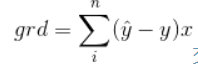 grd = \sum_{i}^{n} (\hat{y} - y)x